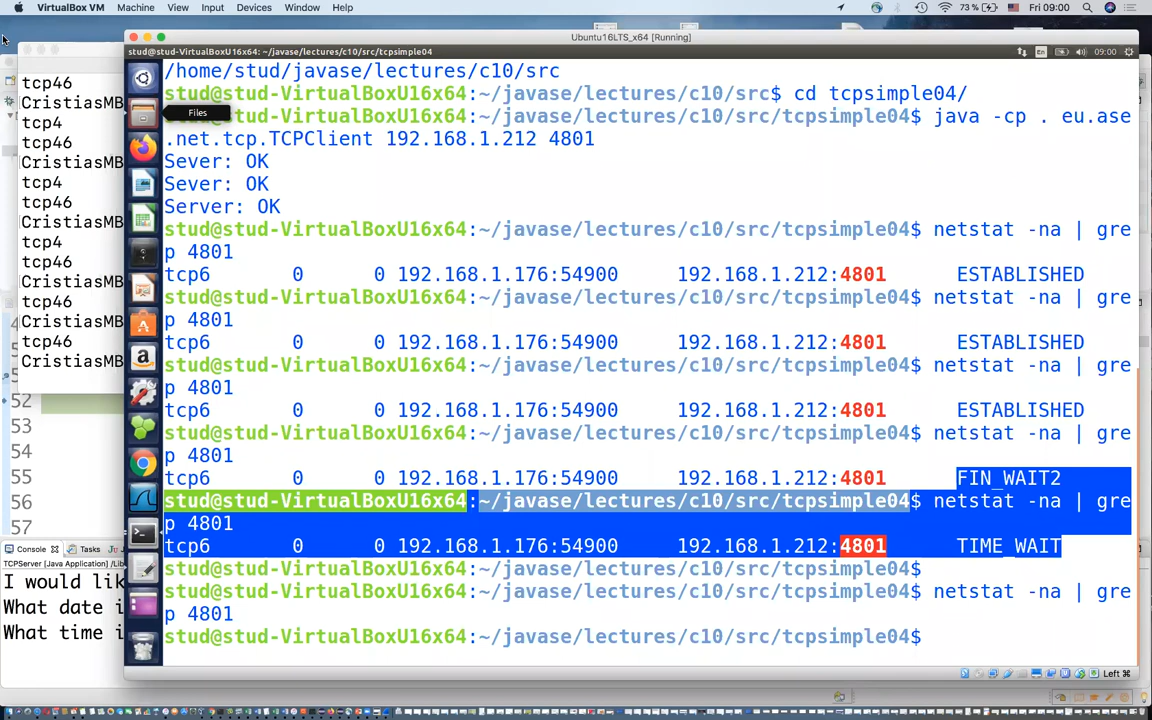 VirtualBox VM Machine View Input Devices Window Help
73 % Fri 09:00
Ubuntu16LTS_x64 [Running]
stud@stud-VirtualBoxU16x64: ~/javase/lectures/c10/src/tcpsimple04
En 09:00
/home/stud/javase/lectures/c10/src
stud@stud-VirtualBoxU16x64:~/javase/lectures/c10/src$ cd tcpsimple04/
stud@stud-VirtualBoxU16x64:~/javase/lectures/c10/src/tcpsimple04$ java -cp . eu.ase
.net.tcp.TCPClient 192.168.1.212 4801
Sever: OK
Sever: OK
Server: OK
stud@stud-VirtualBoxU16x64:~/javase/lectures/c10/src/tcpsimple04$ netstat -na | gre
p 4801
tcp6 0 0 192.168.1.176:54900 192.168.1.212:4801 ESTABLISHED
stud@stud-VirtualBoxU16x64:~/javase/lectures/c10/src/tcpsimple04$ netstat -na | gre
p 4801
tcp6 0 0 192.168.1.176:54900 192.168.1.212:4801 ESTABLISHED
stud@stud-VirtualBoxU16x64:~/javase/lectures/c10/src/tcpsimple04$ netstat -na | gre
p 4801
tcp6 0 0 192.168.1.176:54900 192.168.1.212:4801 ESTABLISHED
stud@stud-VirtualBoxU16x64:~/javase/lectures/c10/src/tcpsimple04$ netstat -na | gre
p 4801
tcp6 0 0 192.168.1.176:54900 192.168.1.212:4801 FIN_WAIT2
stud@stud-VirtualBoxU16x64:~/javase/lectures/c10/src/tcpsimple04$ netstat -na | gre
p 4801
tcp6 0 0 192.168.1.176:54900 192.168.1.212:4801 TIME_WAIT
stud@stud-VirtualBoxU16x64:~/javase/lectures/c10/src/tcpsimple04$
stud@stud-VirtualBoxU16x64:~/javase/lectures/c10/src/tcpsimple04$ netstat -na | gre
p 4801
stud@stud-VirtualBoxU16x64:~/javase/lectures/c10/src/tcpsimple04$
Files
Left ⌘
tcp46
CristiasMB
tcp4
tcp46
CristiasMB
tcp4
tcp46
CristiasMB
tcp4
tcp46
CristiasMB
tcp46
CristiasMB
tcp46
CristiasMB
52
53
54
55
56
57
Console Tasks
TCPServer [Java Application] /Lib
I would lik
What date i
What time i